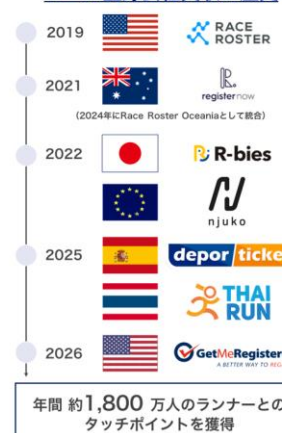 2019
RACE
ROSTER
2021
R.
registernow
(2024年にRace Roster Oceaniaとして統合)
2022
R-bies
njuko
2025
deporticke
THAI
RUN
2026
GetMeRegister
A BETTER WAY TO REG
年間 約1,800 万人のランナーとの
タッチポイントを獲得